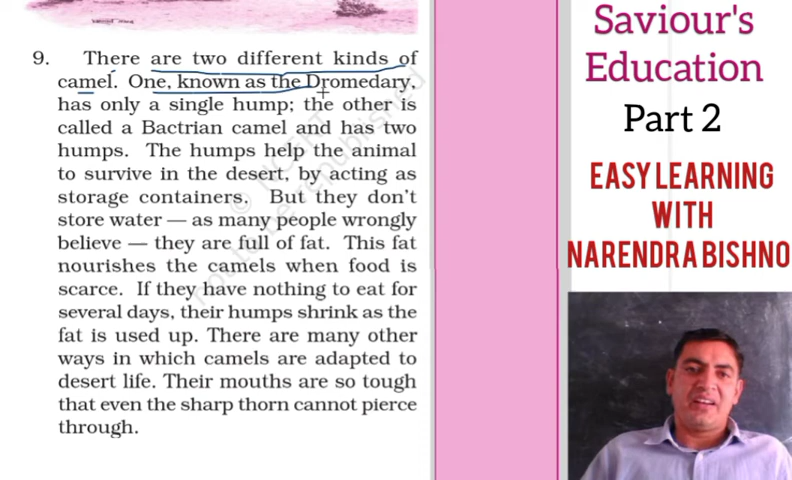 9. There are two different kinds of
camel. One, known as the Dromedary,
has only a single hump; the other is
called a Bactrian camel and has two
humps. The humps help the animal
to survive in the desert, by acting as
storage containers. But they don't
store water — as many people wrongly
believe — they are full of fat. This fat
nourishes the camels when food is
scarce. If they have nothing to eat for
several days, their humps shrink as the
fat is used up. There are many other
ways in which camels are adapted to
desert life. Their mouths are so tough
that even the sharp thorn cannot pierce
through.
© NCERT
not to be republished
Saviour's
Education
Part 2
EASY LEARNING
WITH
NARENDRA BISHNO